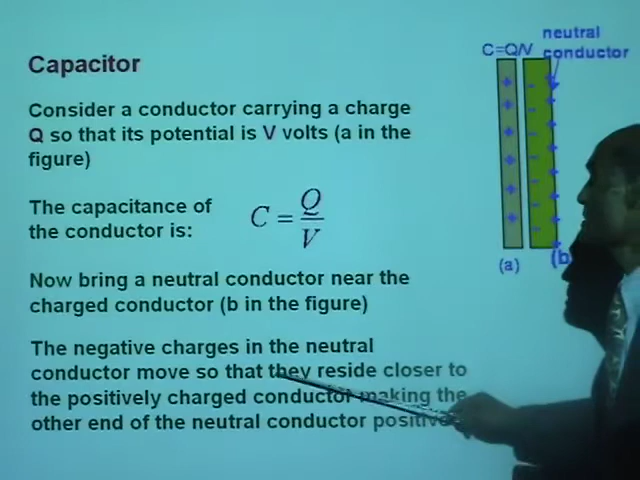 Capacitor
Consider a conductor carrying a charge
Q so that its potential is V volts (a in the
figure)
The capacitance of
the conductor is:
C = Q/V
Now bring a neutral conductor near the
charged conductor (b in the figure)
The negative charges in the neutral
conductor move so that they reside closer to
the positively charged conductor making the
other end of the neutral conductor positive
neutral
C=Q/V conductor
(a) (b